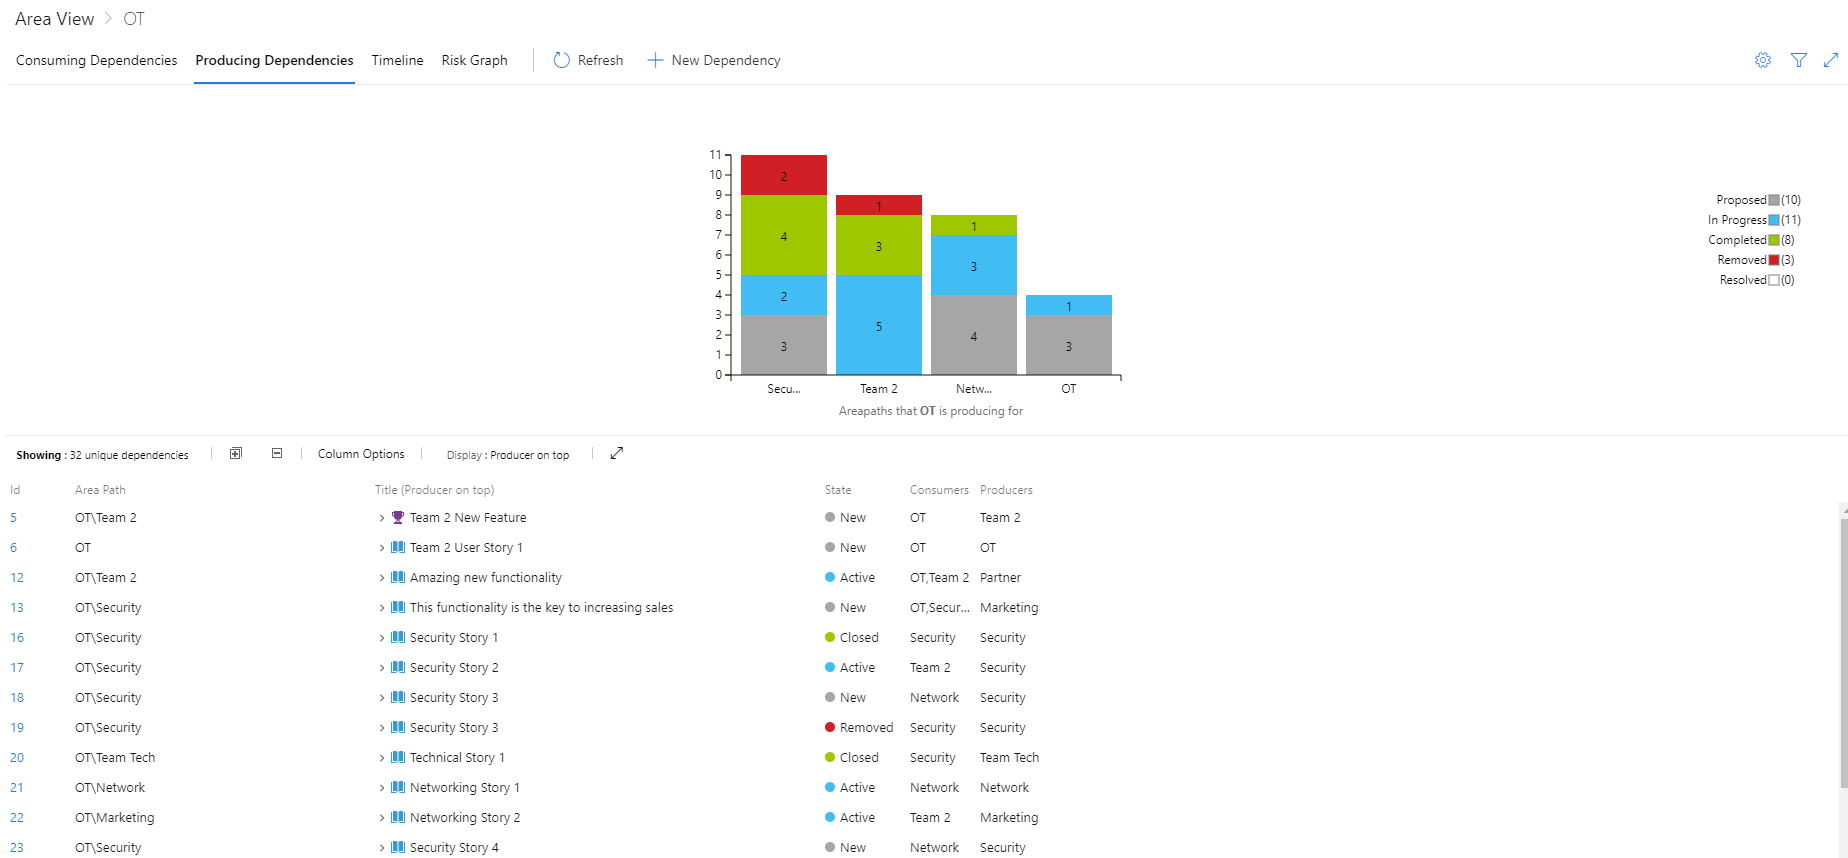 Area View > OT
Consuming Dependencies Producing Dependencies Timeline Risk Graph Refresh New Dependency
11
10
9
8
7
6
5
4
3
2
1
0
2
4
2
3
1
3
5
1
3
4
1
3
Secu... Team 2 Netw... OT
Areapaths that OT is producing for
Proposed (10)
In Progress (11)
Completed (8)
Removed (3)
Resolved (0)
Showing : 32 unique dependencies Column Options Display : Producer on top
Id Area Path Title (Producer on top) State Consumers Producers
5 OT\Team 2 Team 2 New Feature New OT Team 2
6 OT Team 2 User Story 1 New OT OT
12 OT\Team 2 Amazing new functionality Active OT,Team 2 Partner
13 OT\Security This functionality is the key to increasing sales New OT,Secur... Marketing
16 OT\Security Security Story 1 Closed Security Security
17 OT\Security Security Story 2 Active Team 2 Security
18 OT\Security Security Story 3 New Network Security
19 OT\Security Security Story 3 Removed Security Security
20 OT\Team Tech Technical Story 1 Closed Security Team Tech
21 OT\Network Networking Story 1 Active Network Network
22 OT\Marketing Networking Story 2 Active Team 2 Marketing
23 OT\Security Security Story 4 New Network Security